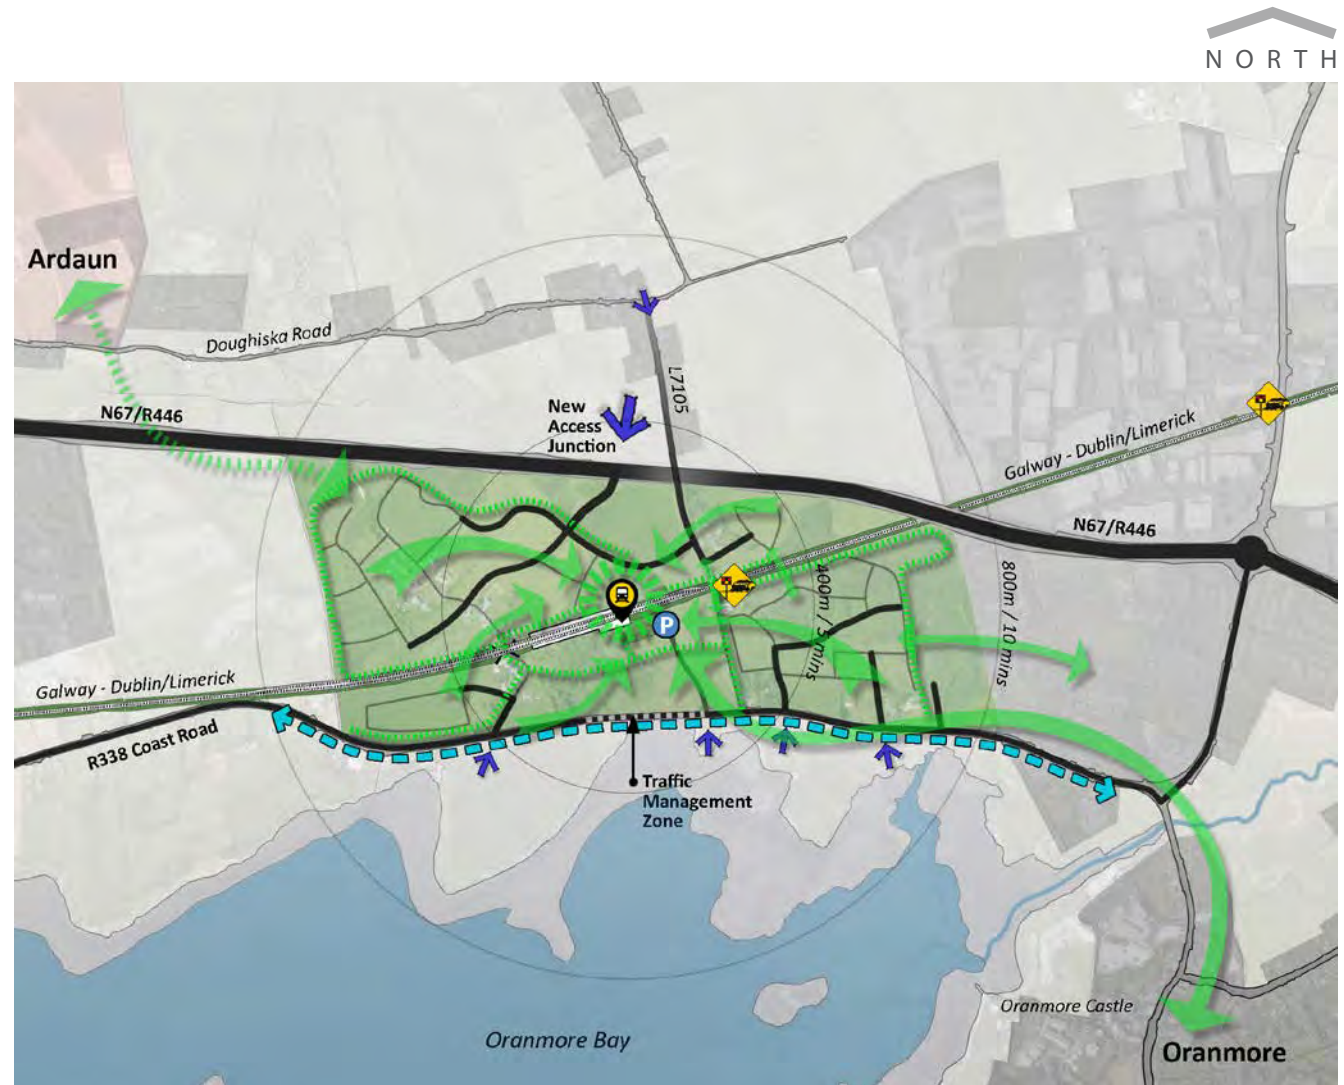 NORTH
Ardaun
Doughiska Road
L7105
N67/R446
New
Access
Junction
Galway - Dublin/Limerick
N67/R446
400m / 5 mins
800m / 10 mins
P
Galway - Dublin/Limerick
R338 Coast Road
Traffic
Management
Zone
Oranmore Castle
Oranmore Bay
Oranmore